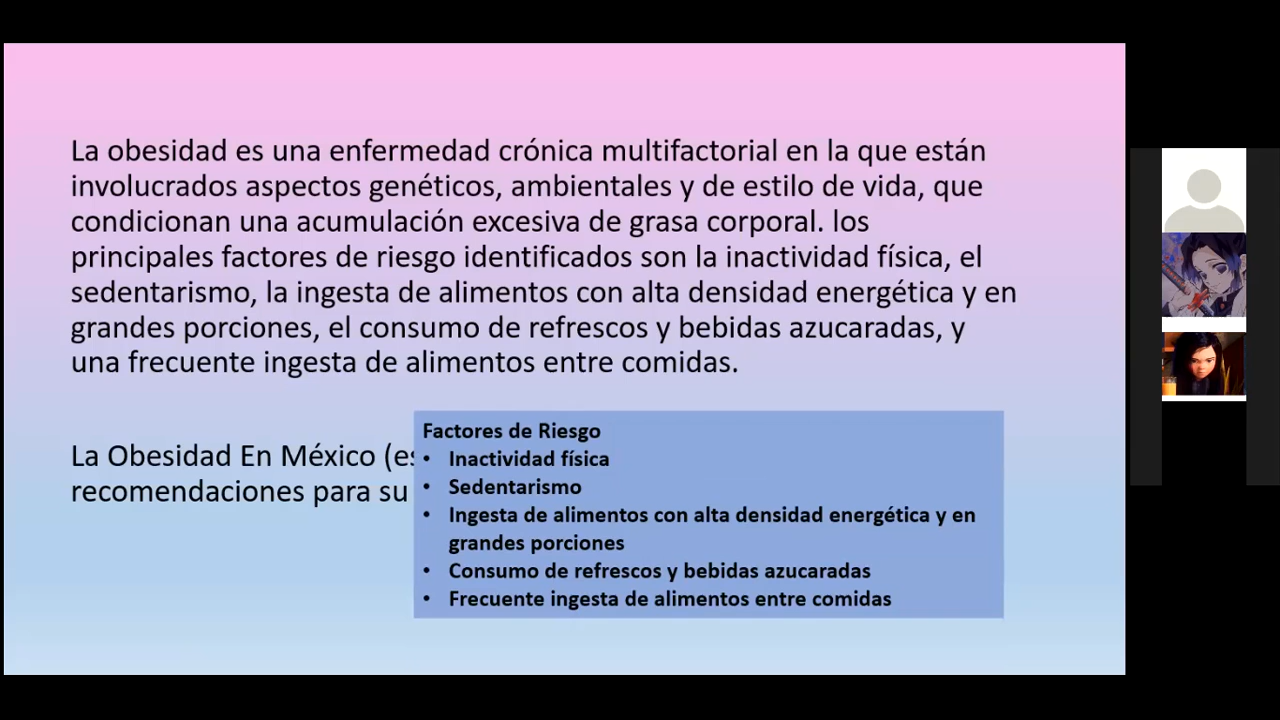 La obesidad es una enfermedad crónica multifactorial en la que están
involucrados aspectos genéticos, ambientales y de estilo de vida, que
condicionan una acumulación excesiva de grasa corporal. los
principales factores de riesgo identificados son la inactividad física, el
sedentarismo, la ingesta de alimentos con alta densidad energética y en
grandes porciones, el consumo de refrescos y bebidas azucaradas, y
una frecuente ingesta de alimentos entre comidas.
La Obesidad En México (es
recomendaciones para su
Factores de Riesgo
• Inactividad física
• Sedentarismo
• Ingesta de alimentos con alta densidad energética y en
grandes porciones
• Consumo de refrescos y bebidas azucaradas
• Frecuente ingesta de alimentos entre comidas